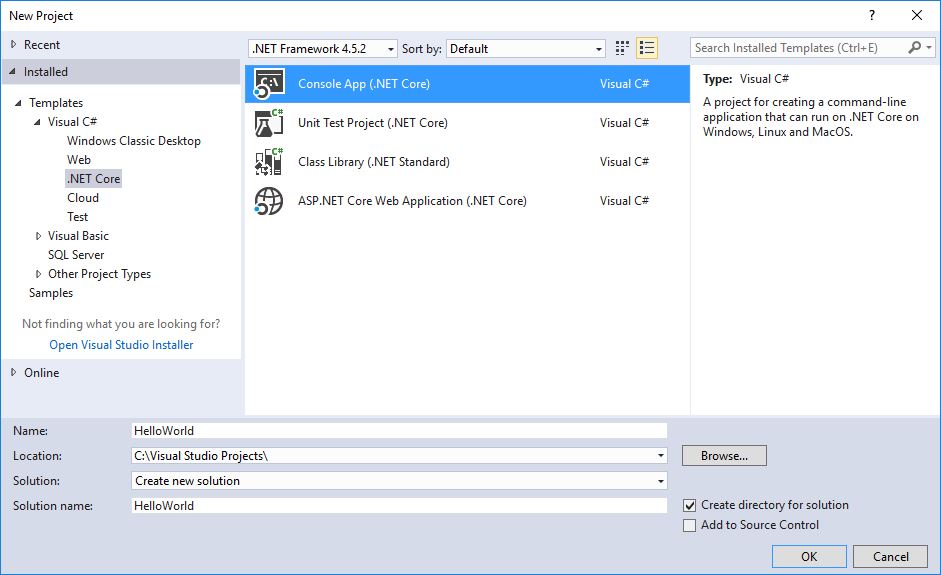 New Project
?
Recent
.NET Framework 4.5.2
Sort by:
Default
Search Installed Templates (Ctrl+E)
Installed
Templates
Visual C#
Windows Classic Desktop
Web
.NET Core
Cloud
Test
Visual Basic
SQL Server
Other Project Types
Samples
Not finding what you are looking for?
Open Visual Studio Installer
Online
C:\
Console App (.NET Core)
Visual C#
C#
Unit Test Project (.NET Core)
Visual C#
C#
Class Library (.NET Standard)
Visual C#
ASP.NET Core Web Application (.NET Core)
Visual C#
Type: Visual C#
A project for creating a command-line
application that can run on .NET Core on
Windows, Linux and MacOS.
Name:
HelloWorld
Location:
C:\Visual Studio Projects\
Browse...
Solution:
Create new solution
Solution name:
HelloWorld
Create directory for solution
Add to Source Control
OK
Cancel